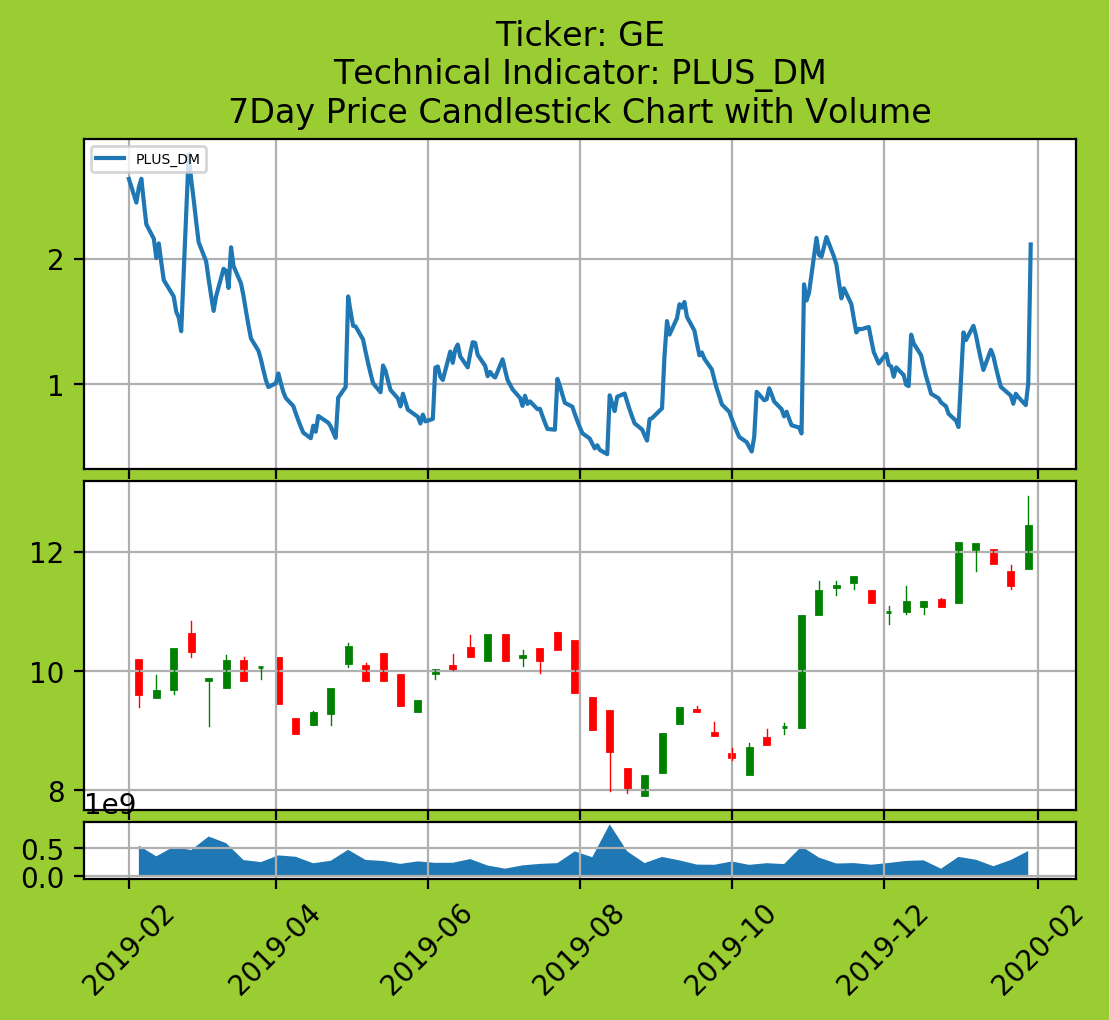 Ticker: GE
Technical Indicator: PLUS_DM
7Day Price Candlestick Chart with Volume
PLUS_DM
2
1
12
10
8
1e9
0.5
0.0
2019-02
2019-04
2019-06
2019-08
2019-10
2019-12
2020-02